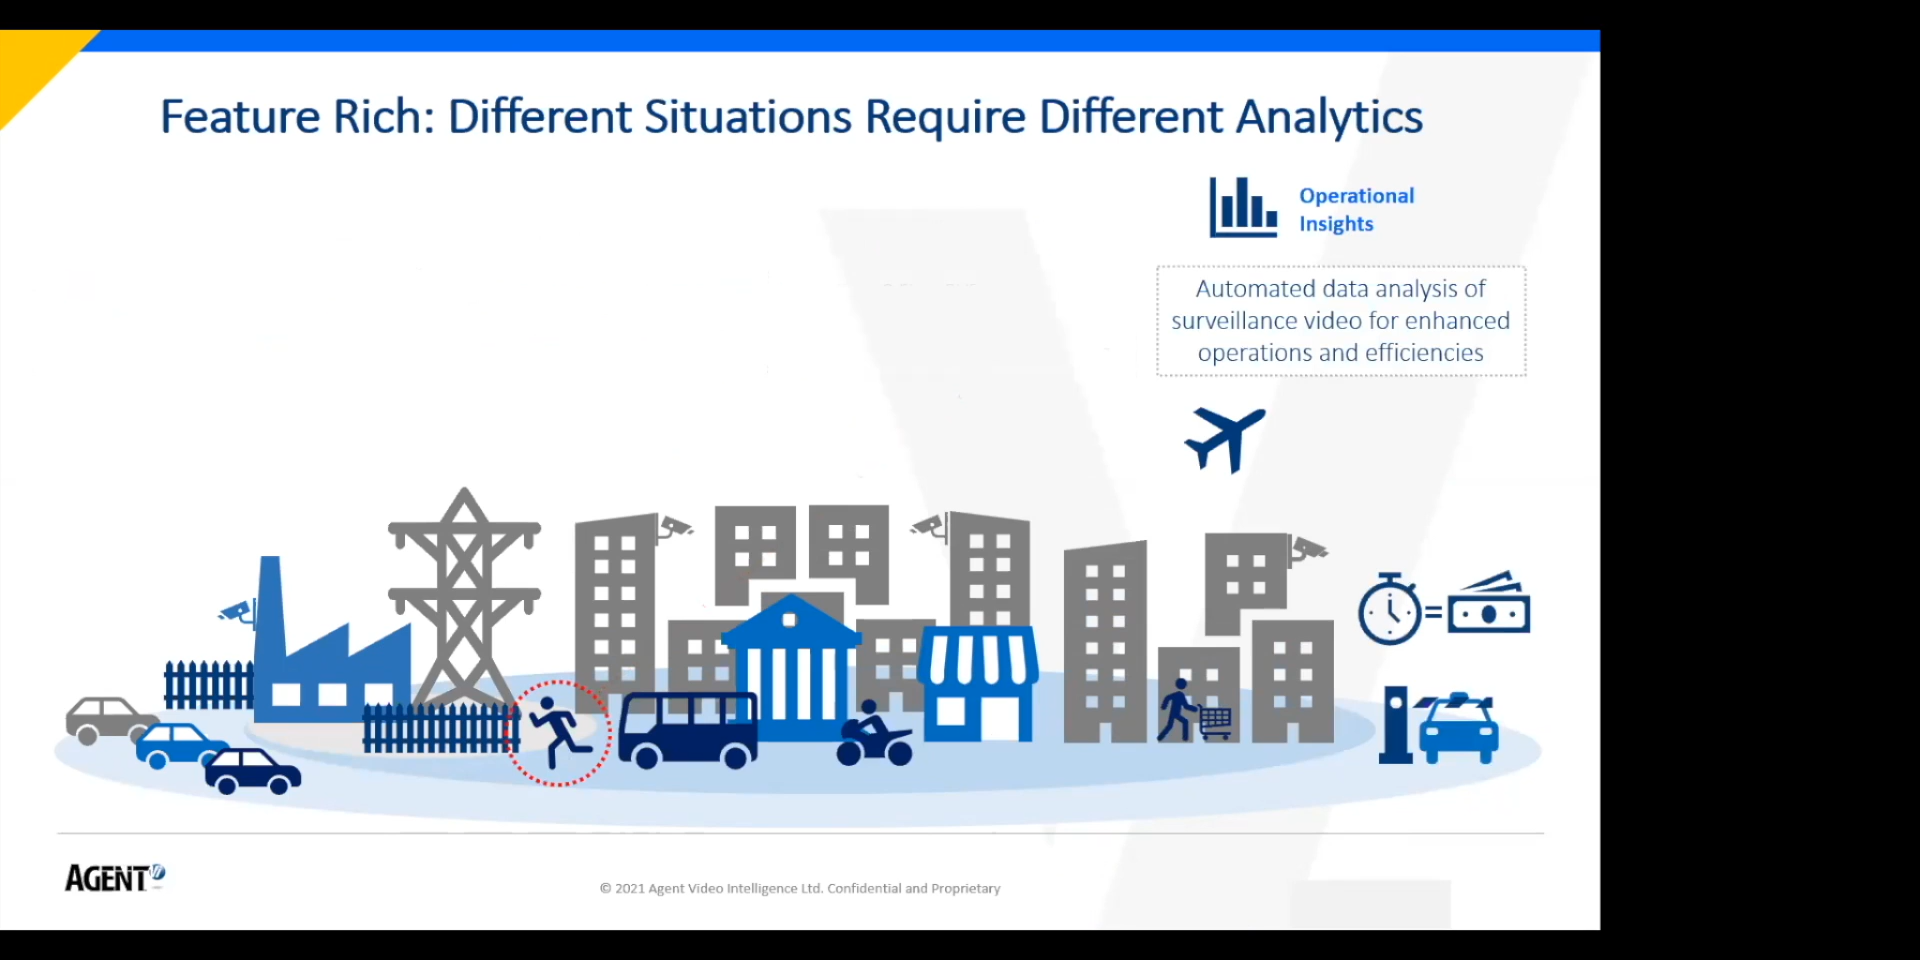 Feature Rich: Different Situations Require Different Analytics
Operational
Insights
Automated data analysis of
surveillance video for enhanced
operations and efficiencies
=
AGENT
© 2021 Agent Video Intelligence Ltd. Confidential and Proprietary